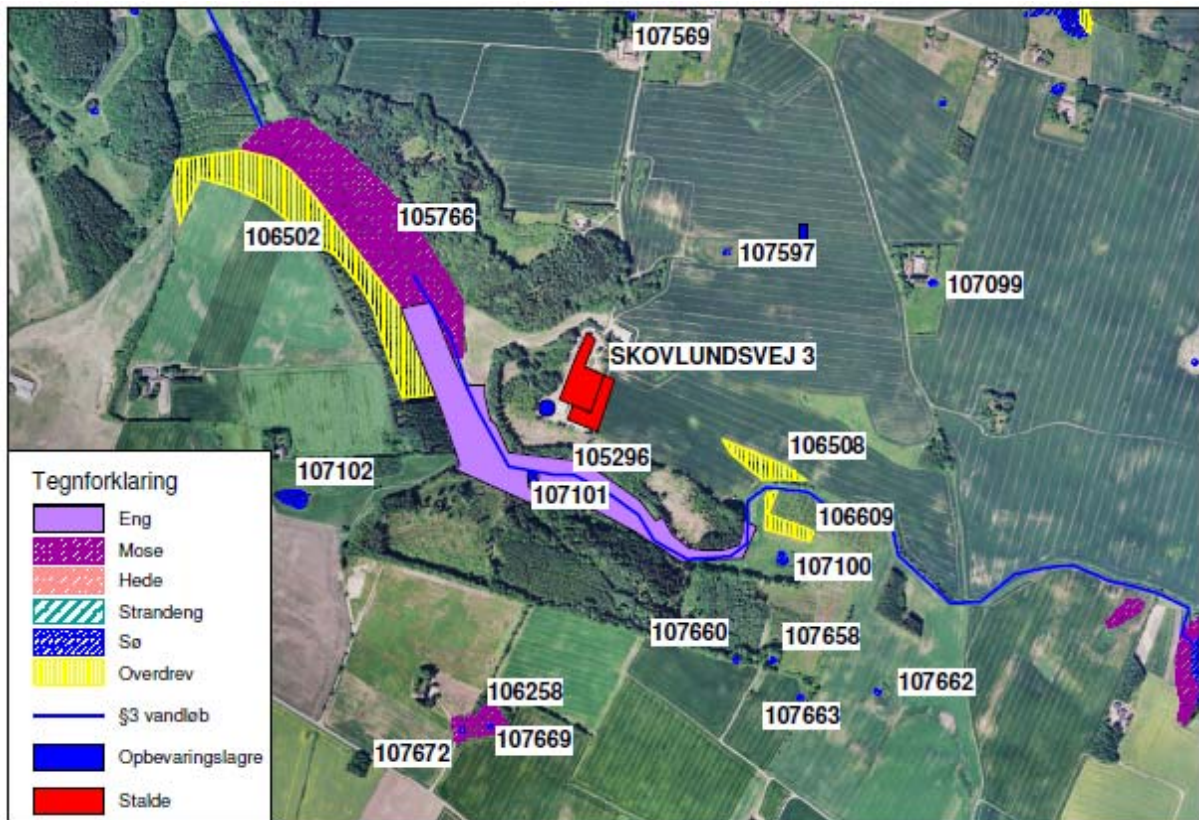 107569
105766
106502
107597
107099
SKOVLUNDSVEJ 3
106508
105296
107102
107101
106609
107100
107660
107658
107662
106258
107663
107669
107672
Tegnforklaring
Eng
Mose
Hede
Strandeng
Sø
Overdrev
§3 vandløb
Opbevaringslagre
Stalde